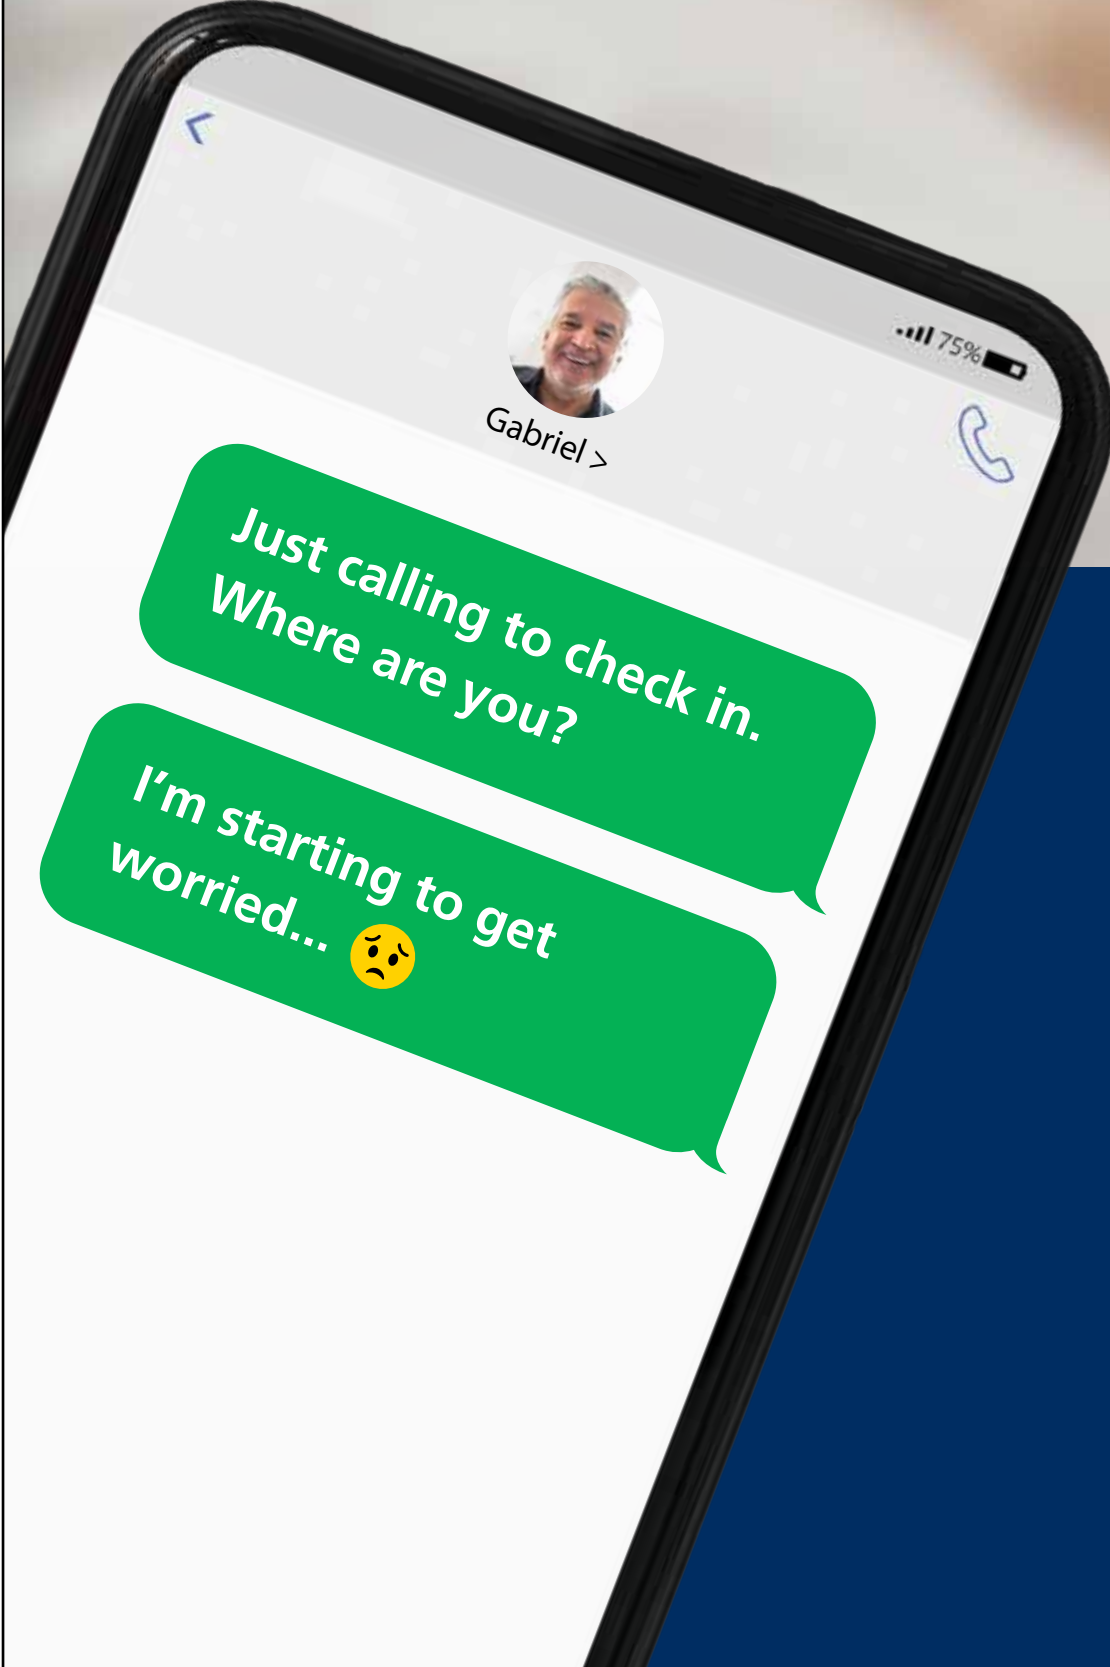 75%
Gabriel >
Just calling to check in.
Where are you?
I’m starting to get
worried... 😟